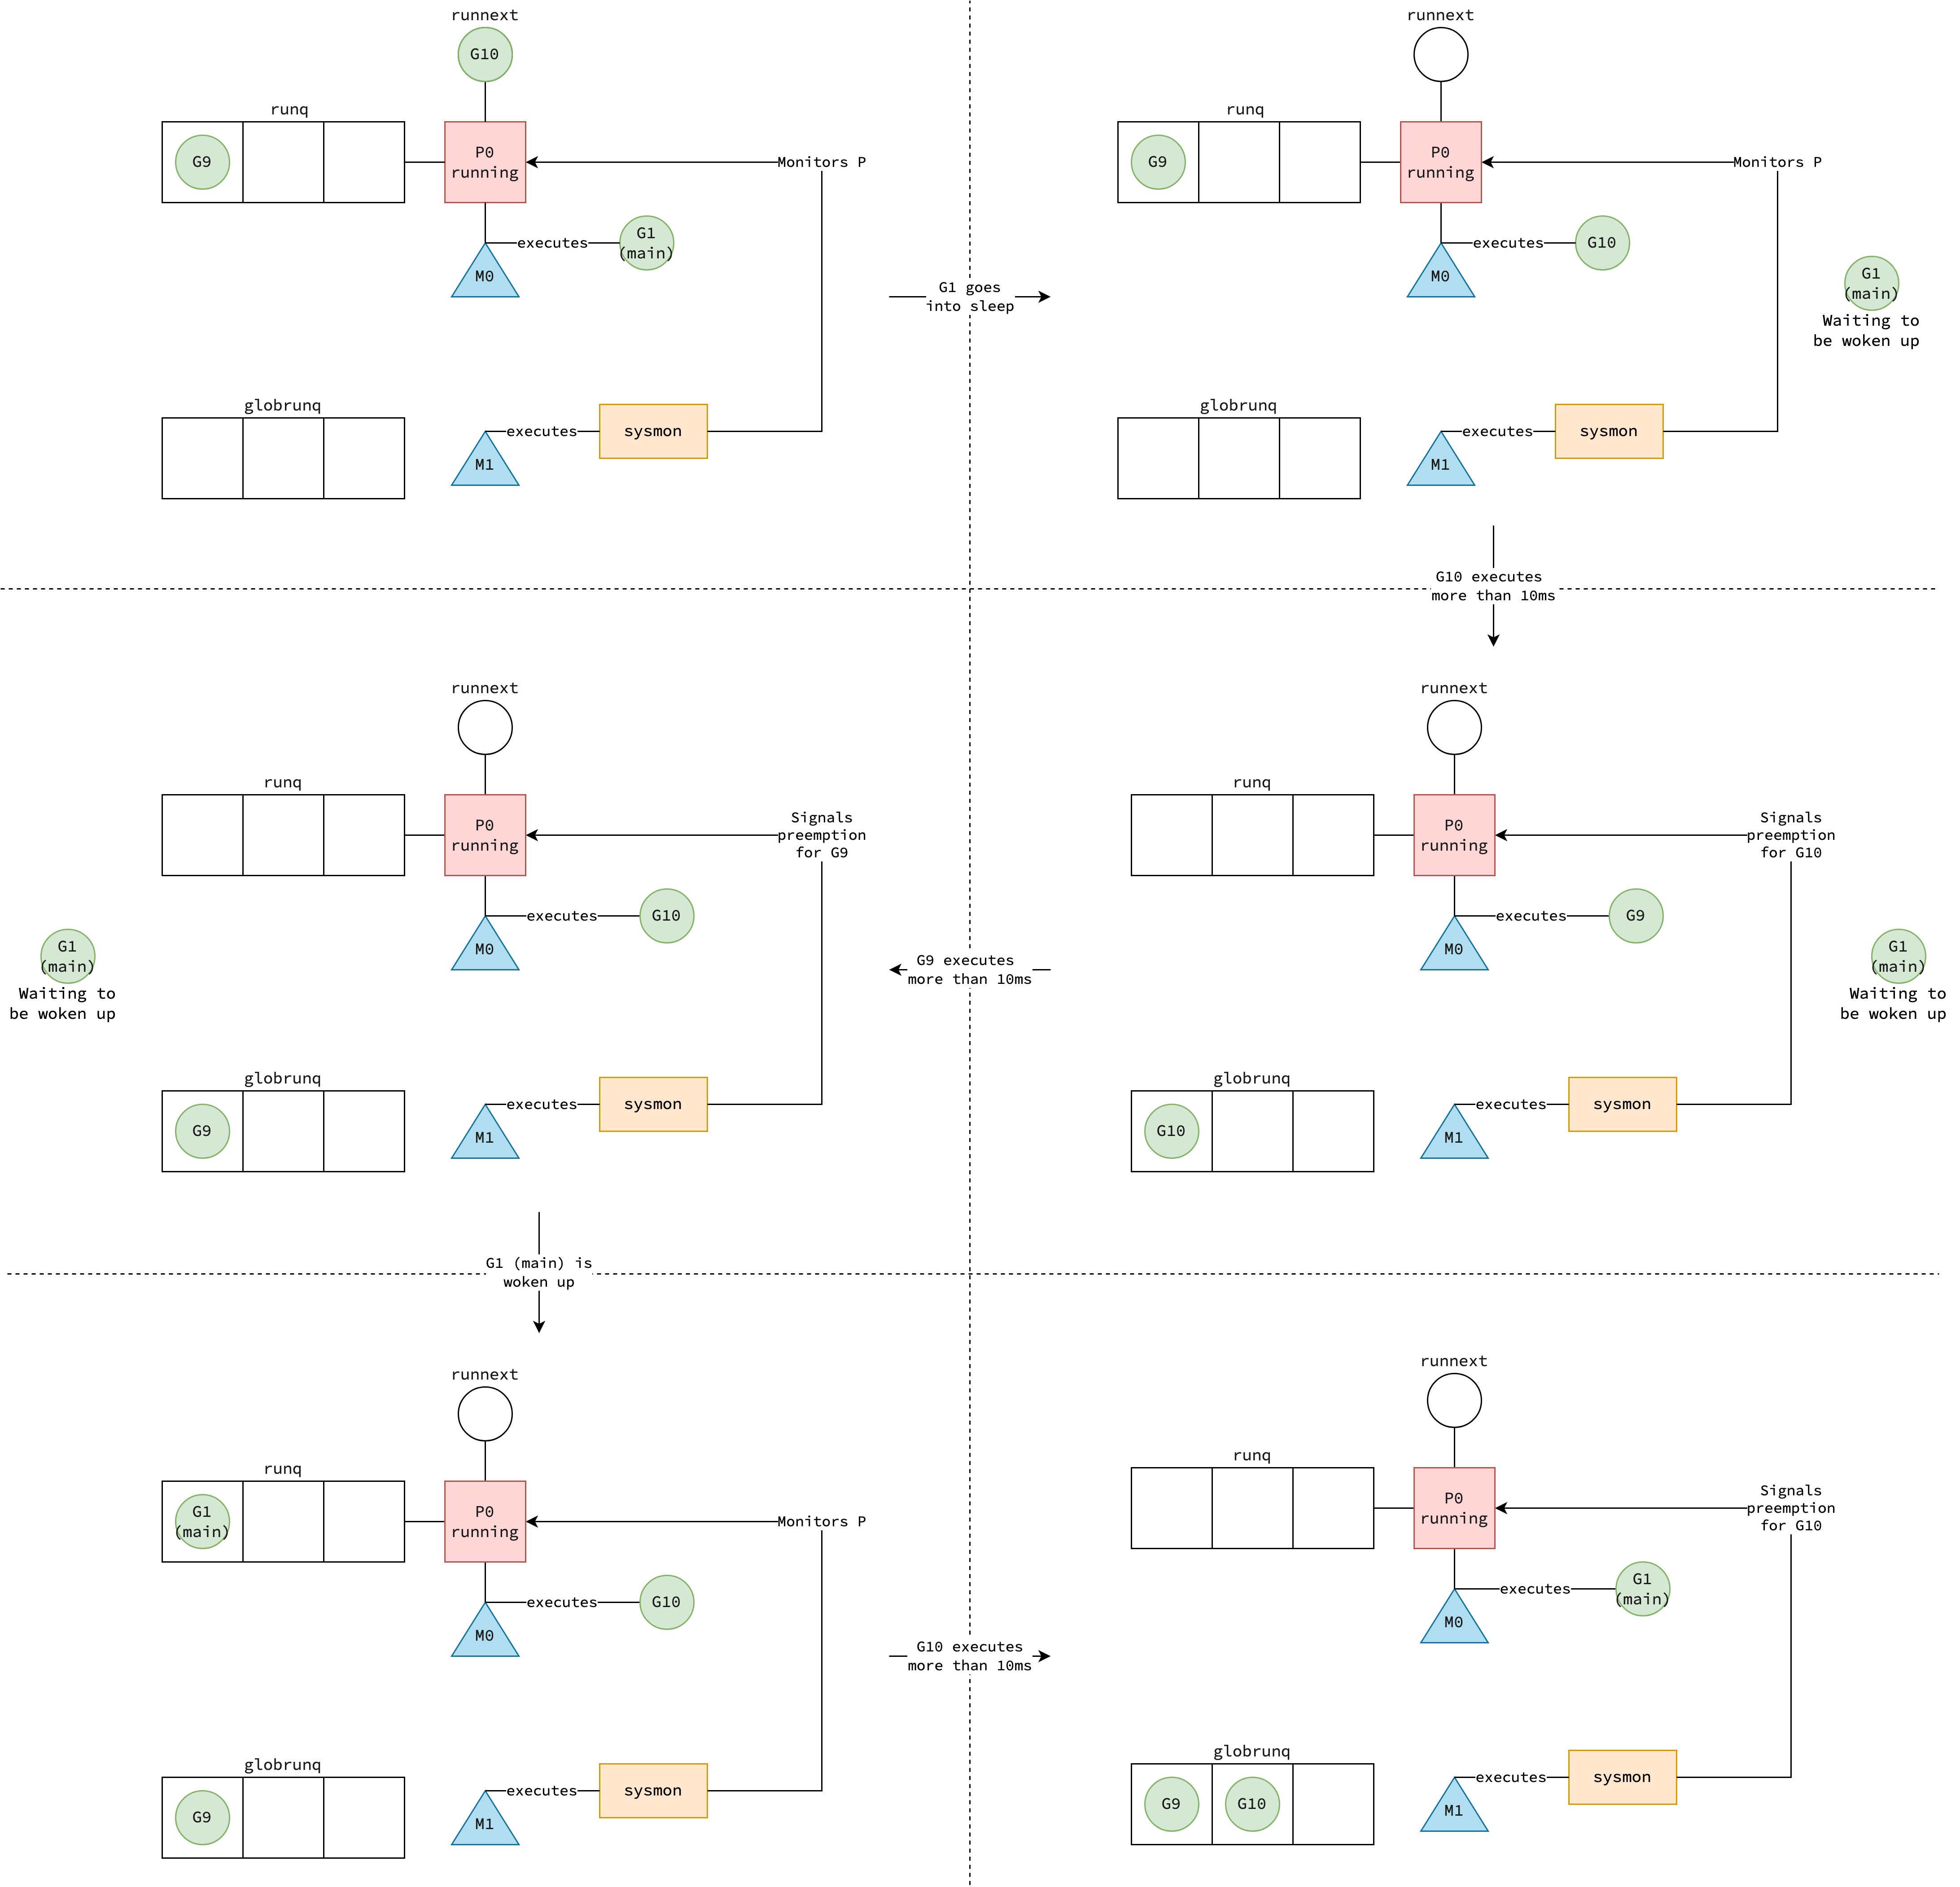 runnext
G10
runq
G9
P0
running
Monitors P
executes
G1
(main)
M0
globrunq
executes
sysmon
M1
G1 goes
into sleep
runnext
runq
G9
P0
running
Monitors P
executes
G10
M0
G1
(main)
Waiting to
be woken up
globrunq
executes
sysmon
M1
G10 executes
more than 10ms
runnext
runq
P0
running
Signals
preemption
for G10
executes
G9
M0
G1
(main)
Waiting to
be woken up
globrunq
G10
executes
sysmon
M1
G9 executes
more than 10ms
runnext
runq
P0
running
Signals
preemption
for G9
executes
G10
M0
G1
(main)
Waiting to
be woken up
globrunq
G9
executes
sysmon
M1
G1 (main) is
woken up
runnext
runq
G1
(main)
P0
running
Monitors P
executes
G10
M0
globrunq
G9
executes
sysmon
M1
G10 executes
more than 10ms
runnext
runq
P0
running
Signals
preemption
for G10
executes
G1
(main)
M0
globrunq
G9
G10
executes
sysmon
M1